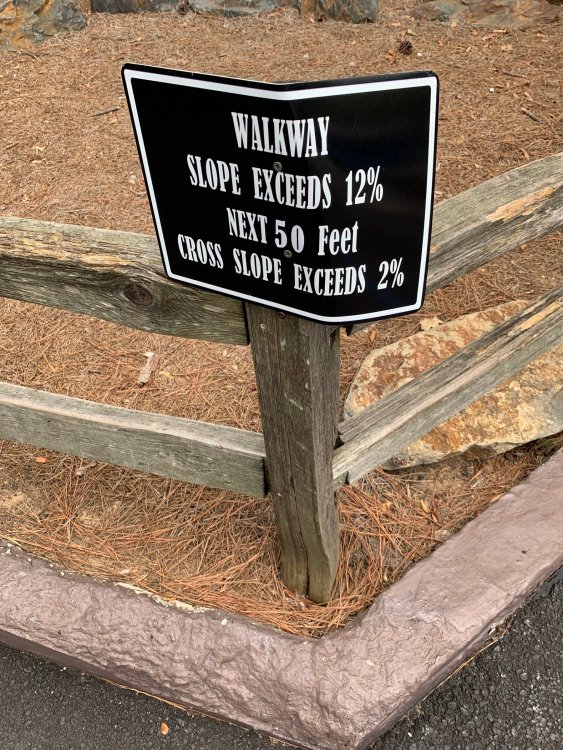 WALKWAY
SLOPE EXCEEDS 12%
NEXT 50 Feet
CROSS SLOPE EXCEEDS 2%